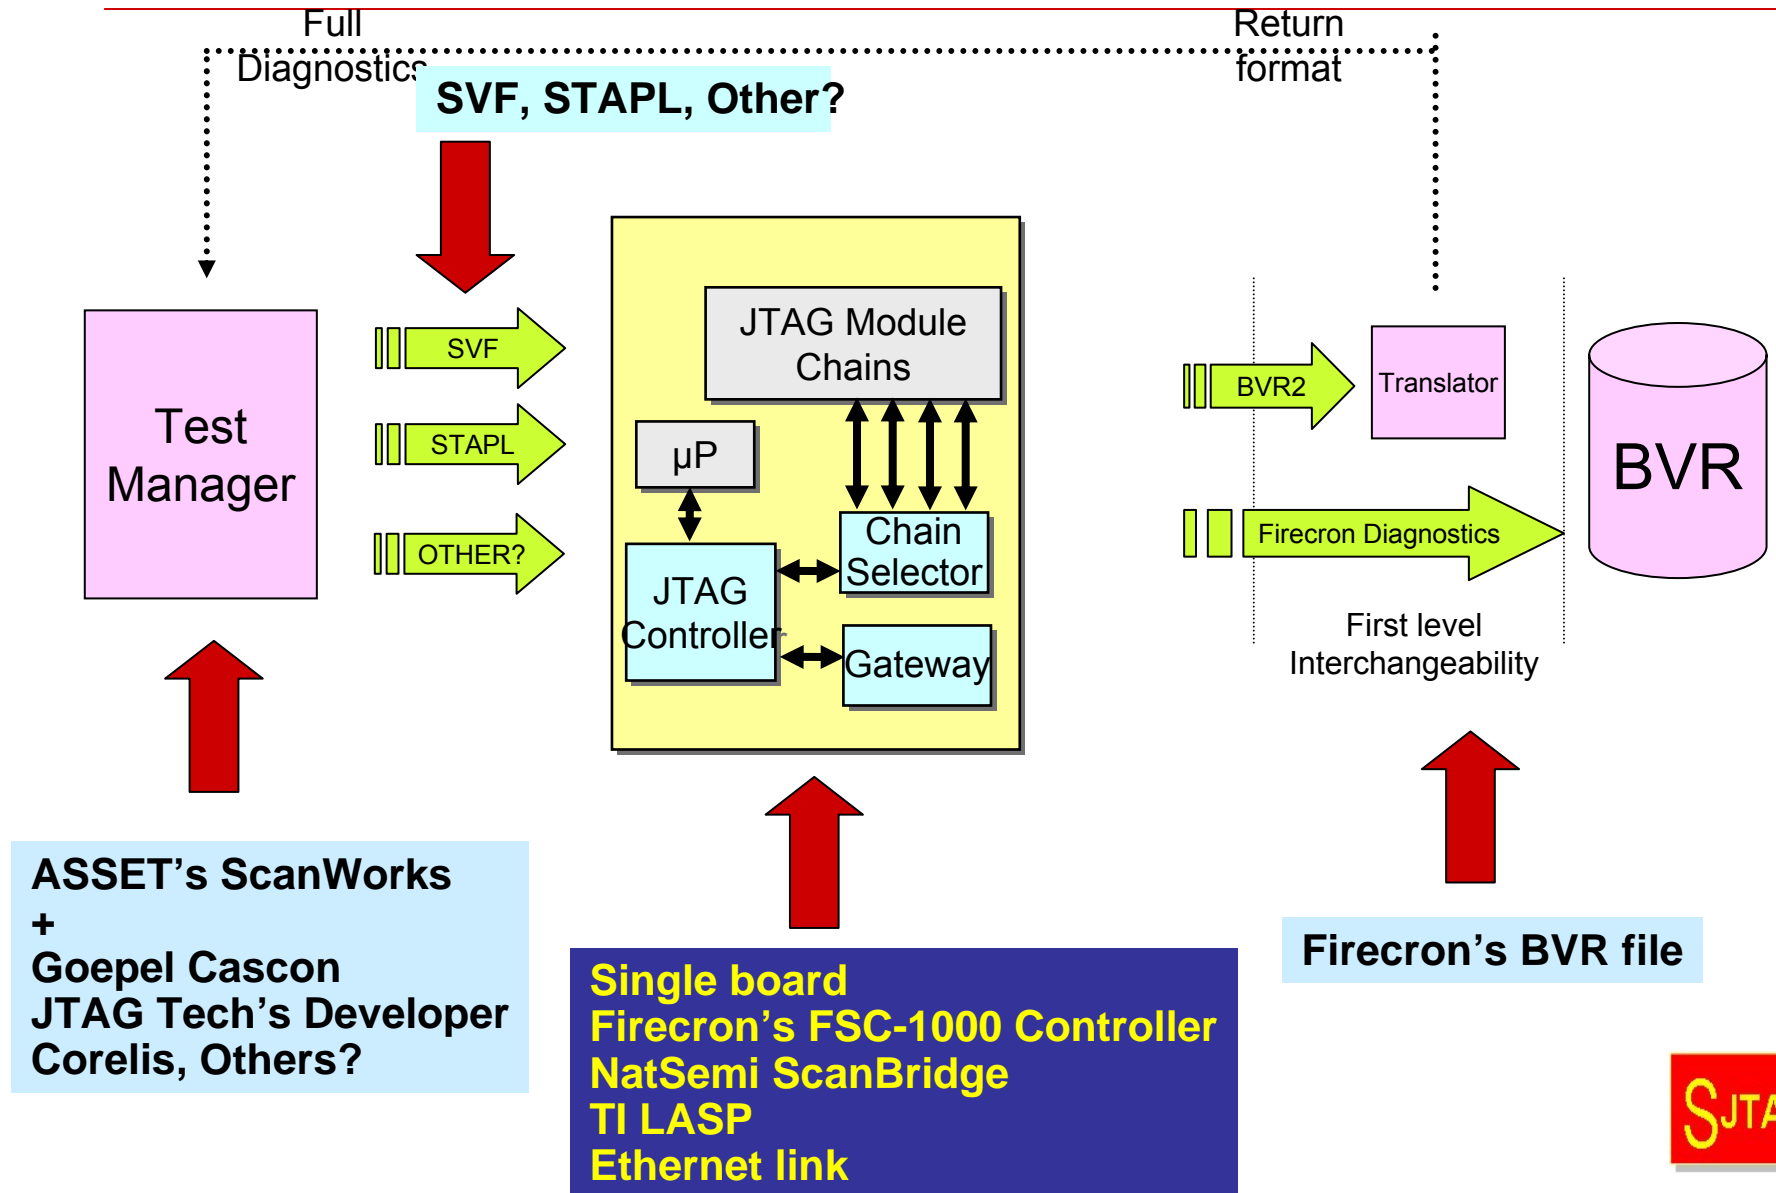 Full
Diagnostics
Return
format
SVF, STAPL, Other?
Test
Manager
SVF
STAPL
OTHER?
JTAG Module
Chains
µP
JTAG
Controller
Chain
Selector
Gateway
BVR2
Translator
Firecron Diagnostics
First level
Interchangeability
BVR
ASSET’s ScanWorks
+
Goepel Cascon
JTAG Tech’s Developer
Corelis, Others?
Single board
Firecron’s FSC-1000 Controller
NatSemi ScanBridge
TI LASP
Ethernet link
Firecron’s BVR file
SJTA